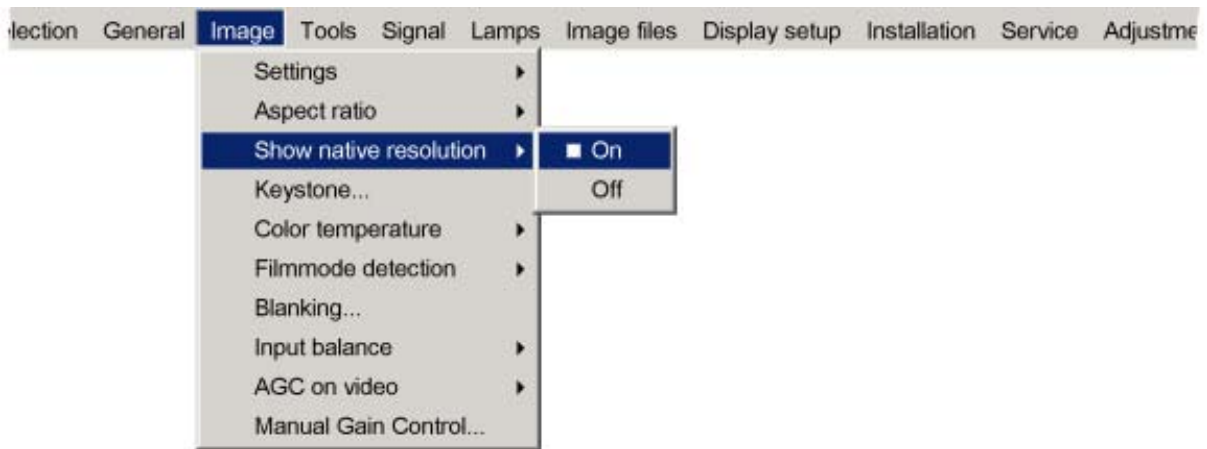 lection General Image Tools Signal Lamps Image files Display setup Installation Service Adjustme
Settings
Aspect ratio
Show native resolution On
Keystone... Off
Color temperature
Filmmode detection
Blanking...
Input balance
AGC on video
Manual Gain Control...